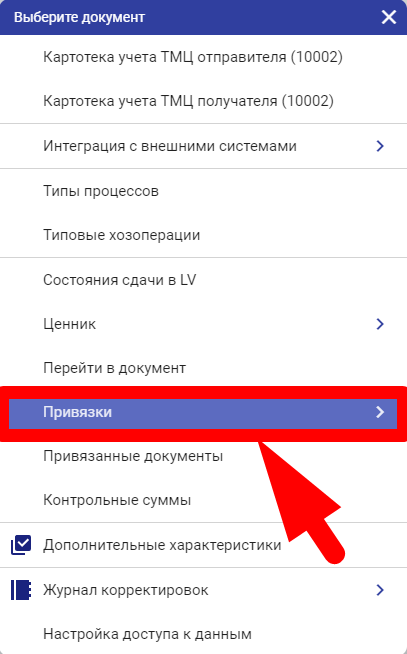 Выберите документ
Картотека учета ТМЦ отправителя (10002)
Картотека учета ТМЦ получателя (10002)
Интеграция с внешними системами
Типы процессов
Типовые хозоперации
Состояния сдачи в LV
Ценник
Перейти в документ
Привязки
Привязанные документы
Контрольные суммы
Дополнительные характеристики
Журнал корректировок
Настройка доступа к данным